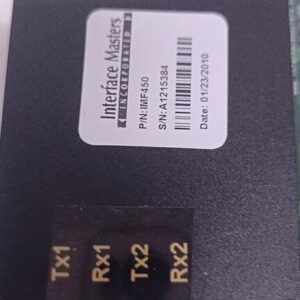 Interface Masters
INCORPORATED
P/N: IMF450
S/N: A1215384
Date: 01/23/2010
Tx1
Rx1
Tx2
Rx2